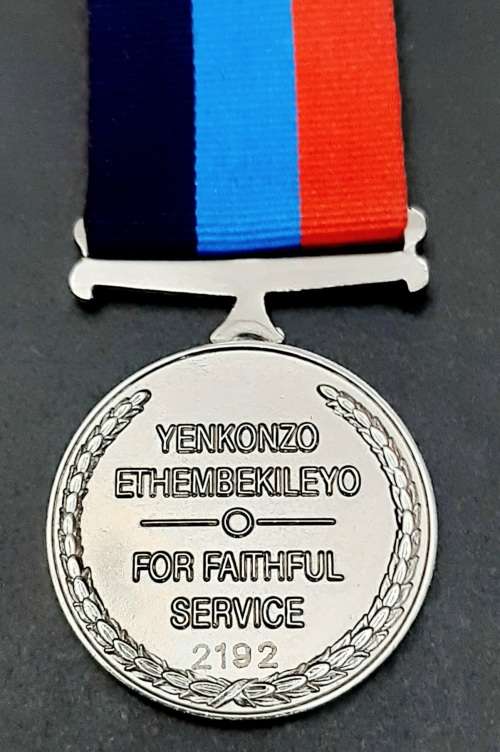 YENKONZO
ETHEMBEKILEYO
FOR FAITHFUL
SERVICE
2192